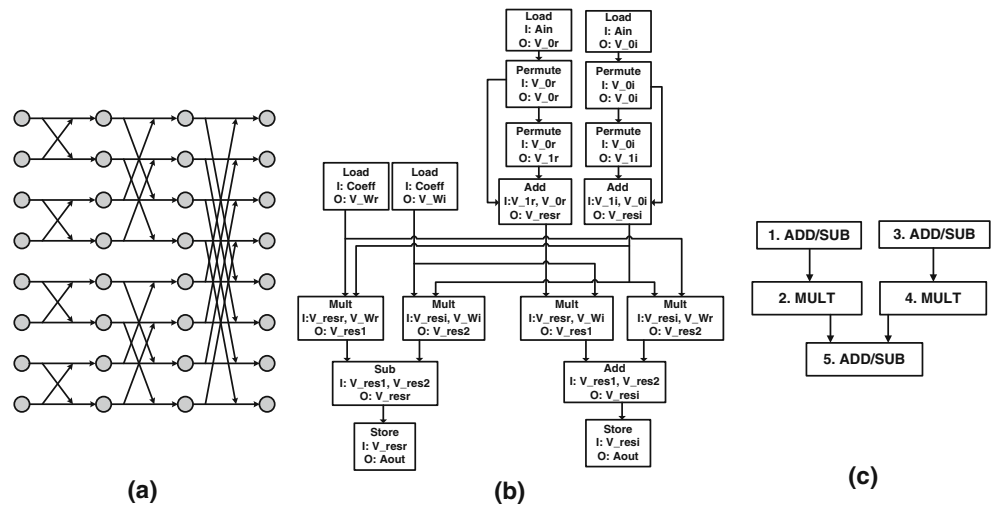 Load
I: Ain
O: V_0r
Load
I: Ain
O: V_0i
Permute
I: V_0r
O: V_0r
Permute
I: V_0i
O: V_0i
Permute
I: V_0r
O: V_1r
Permute
I: V_0i
O: V_1i
Load
I: Coeff
O: V_Wr
Load
I: Coeff
O: V_Wi
Add
I:V_1r, V_0r
O: V_resr
Add
I:V_1i, V_0i
O: V_resi
Mult
I:V_resr, V_Wr
O: V_res1
Mult
I:V_resi, V_Wi
O: V_res2
Mult
I:V_resr, V_Wi
O: V_res1
Mult
I:V_resi, V_Wr
O: V_res2
Sub
I: V_res1, V_res2
O: V_resr
Add
I: V_res1, V_res2
O: V_resi
Store
I: V_resr
O: Aout
Store
I: V_resi
O: Aout
1. ADD/SUB
3. ADD/SUB
2. MULT
4. MULT
5. ADD/SUB
(a)
(b)
(c)